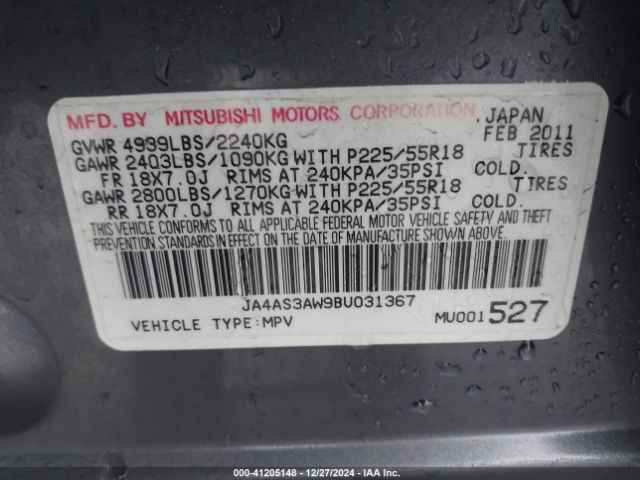 MFD. BY MITSUBISHI MOTORS CORPORATION, JAPAN
GVWR 4939LBS/2240KG FEB 2011
GAWR 2403LBS/1090KG WITH P225/55R18 TIRES
FR 18X7.0J RIMS AT 240KPA/35PSI COLD.
GAWR 2800LBS/1270KG WITH P225/55R18 TIRES
RR 18X7.0J RIMS AT 240KPA/35PSI COLD.
THIS VEHICLE CONFORMS TO ALL APPLICABLE FEDERAL MOTOR VEHICLE SAFETY AND THEFT
PREVENTION STANDARDS IN EFFECT ON THE DATE OF MANUFACTURE SHOWN ABOVE.
JA4AS3AW9BU031367
VEHICLE TYPE:MPV MU001527
000-41205148 - 12/27/2024 - IAA Inc.